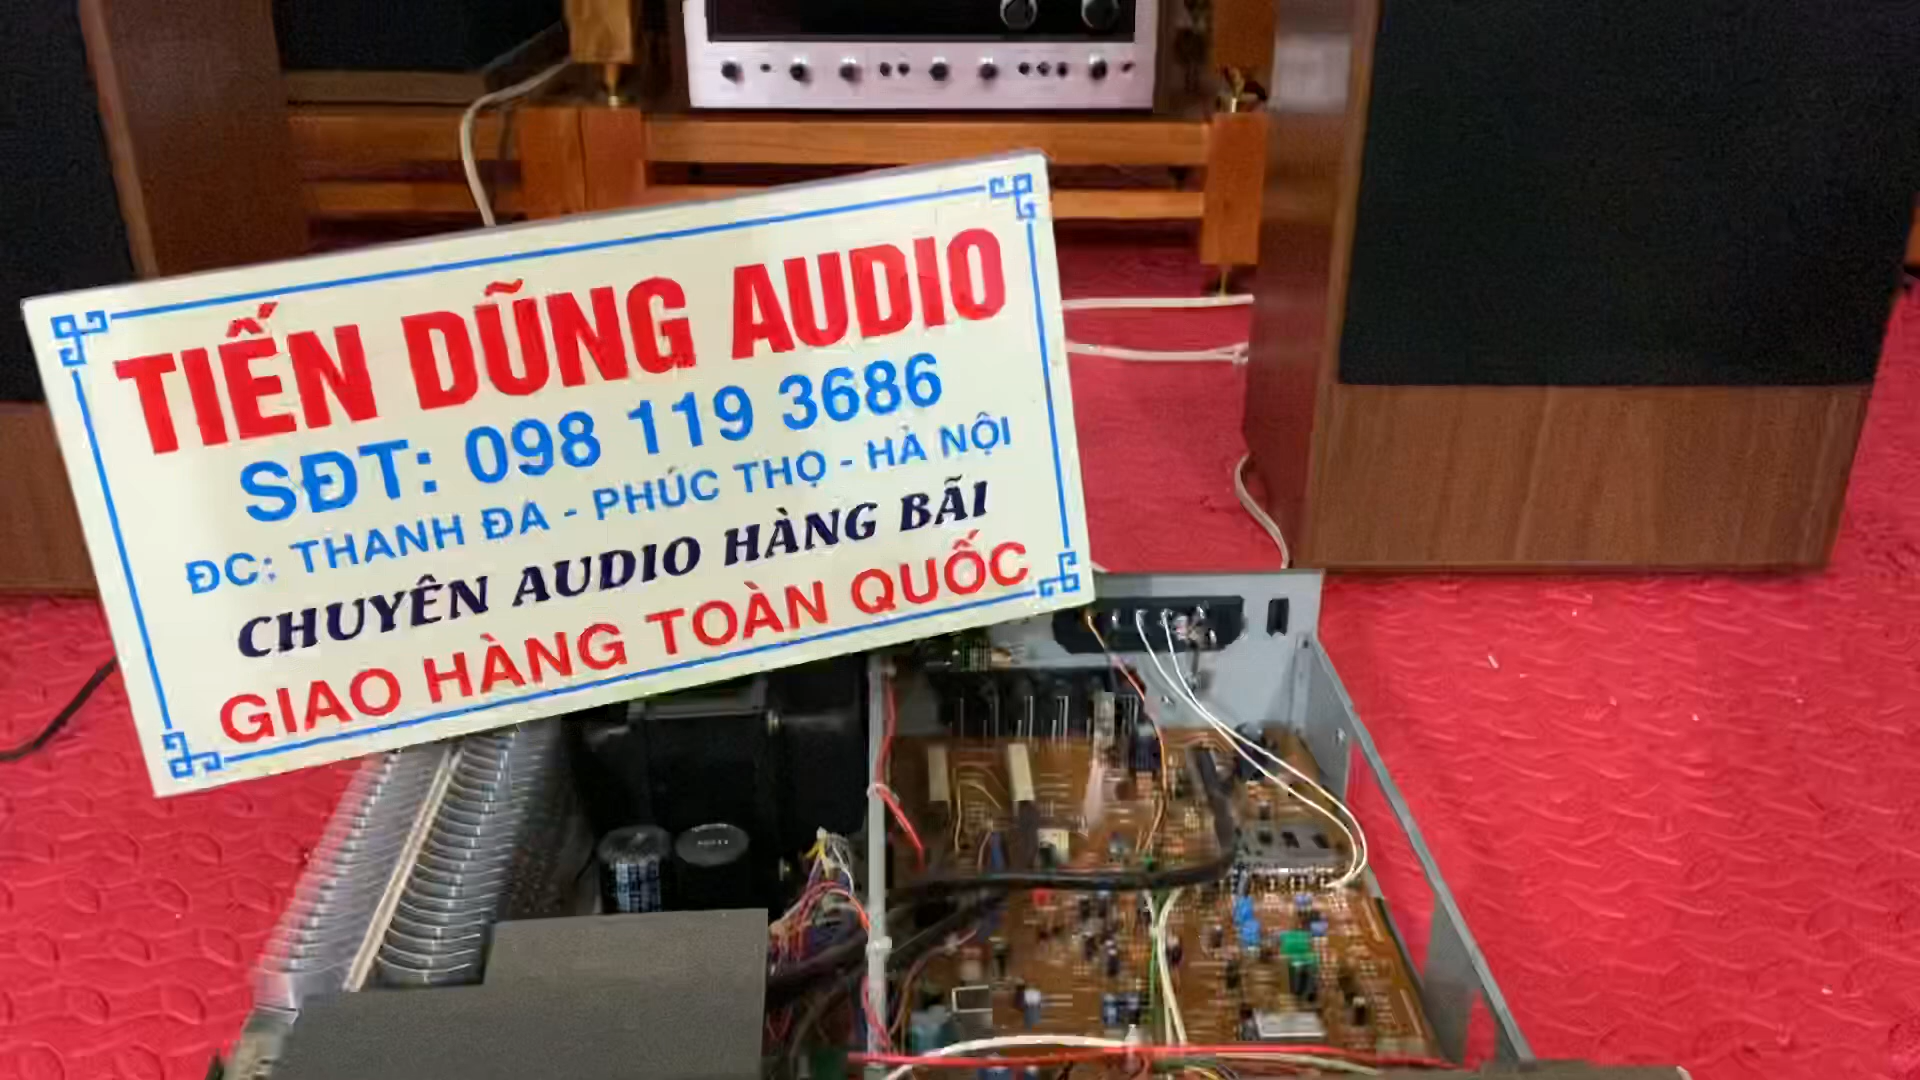 TIẾN DŨNG AUDIO
SĐT: 098 119 3686
ĐC: THANH ĐA - PHÚC THỌ - HÀ NỘI
CHUYÊN AUDIO HÀNG BÃI
GIAO HÀNG TOÀN QUỐC